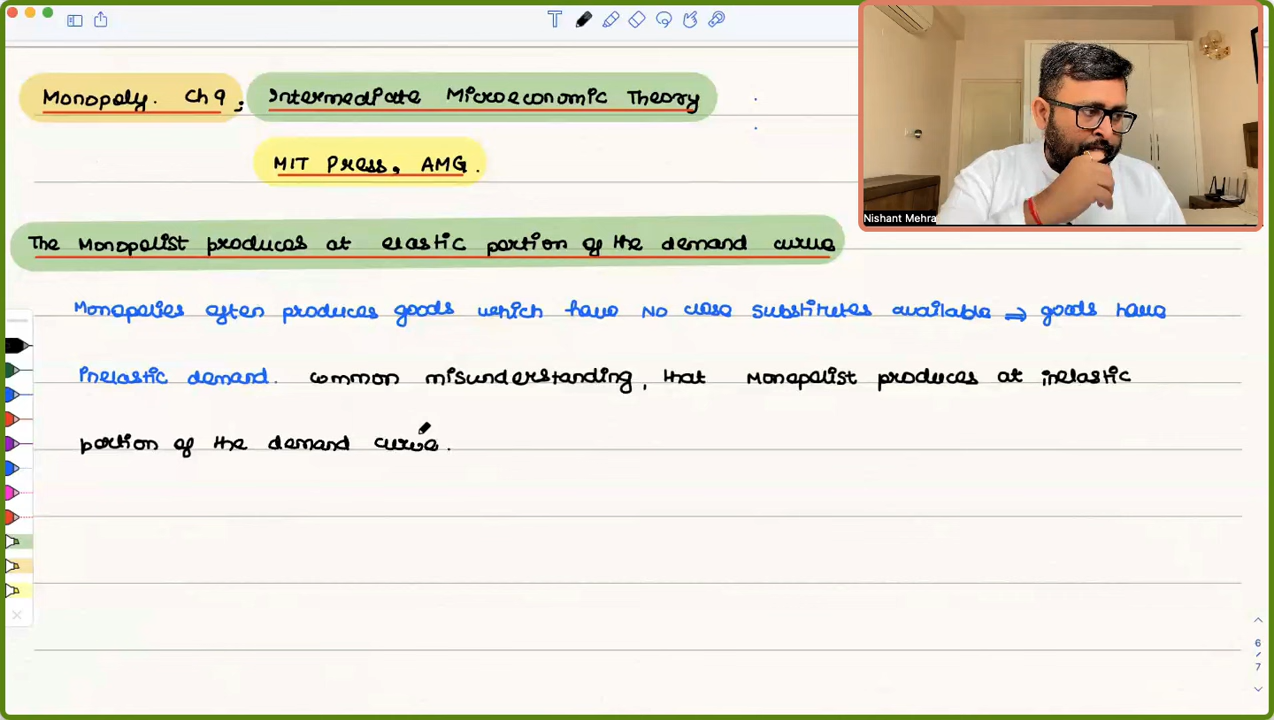 Monopoly. Ch 9, Intermediate Microeconomic Theory
MIT Press, AMG.
The Monopolist produces at elastic portion of the demand curve
Monopolies often produces goods which have No close substitutes available ⇒ goods have
inelastic demand. common misunderstanding, that Monopolist produces at inelastic
portion of the demand curve.
Nishant Mehra
6
/
7